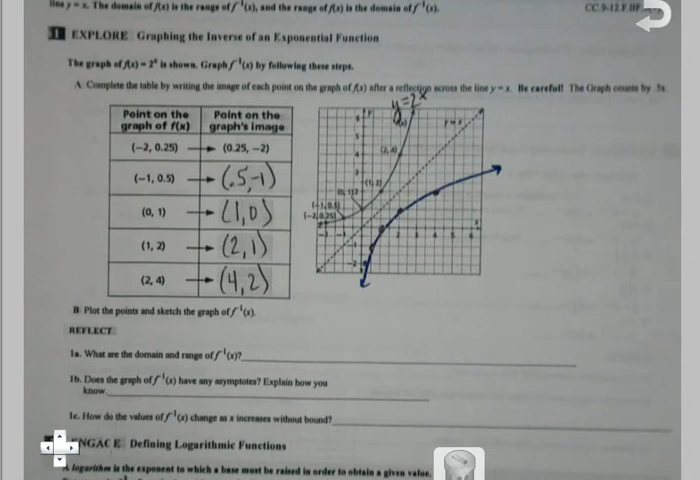 line y = x. The domain of f(x) is the range of f⁻¹(x), and the range of f(x) is the domain of f⁻¹(x).
CC.9-12.F.BF
1 EXPLORE Graphing the Inverse of an Exponential Function
The graph of f(x) = 2ˣ is shown. Graph f⁻¹(x) by following these steps.
A Complete the table by writing the image of each point on the graph of f(x) after a reflection across the line y = x. Be careful! The Graph counts by .5s.
Point on the graph of f(x) Point on the graph's image
(−2, 0.25) → (0.25, −2)
(−1, 0.5) → (.5,-1)
(0, 1) → (1,0)
(1, 2) → (2,1)
(2, 4) → (4,2)
y=2ˣ
y = x
(2, 4)
(1, 2)
(0, 1)
(-1,0.5)
(-2,0.25)
B Plot the points and sketch the graph of f⁻¹(x).
REFLECT
1a. What are the domain and range of f⁻¹(x)?
1b. Does the graph of f⁻¹(x) have any asymptotes? Explain how you
know.
1c. How do the values of f⁻¹(x) change as x increases without bound?
ENGAGE Defining Logarithmic Functions
A logarithm is the exponent to which a base must be raised in order to obtain a given value.